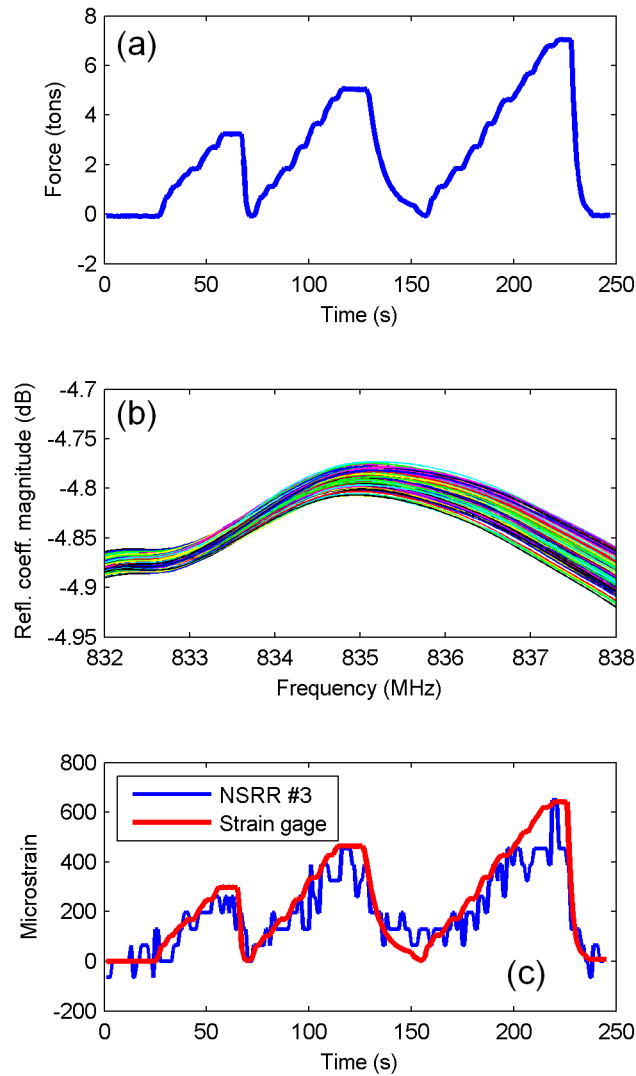 (a)
Force (tons)
8
6
4
2
0
-2
0 50 100 150 200 250
Time (s)
(b)
Refl. coeff. magnitude (dB)
-4.7
-4.75
-4.8
-4.85
-4.9
-4.95
832 833 834 835 836 837 838
Frequency (MHz)
Microstrain
800
600
400
200
0
-200
NSRR #3
Strain gage
(c)
0 50 100 150 200 250
Time (s)